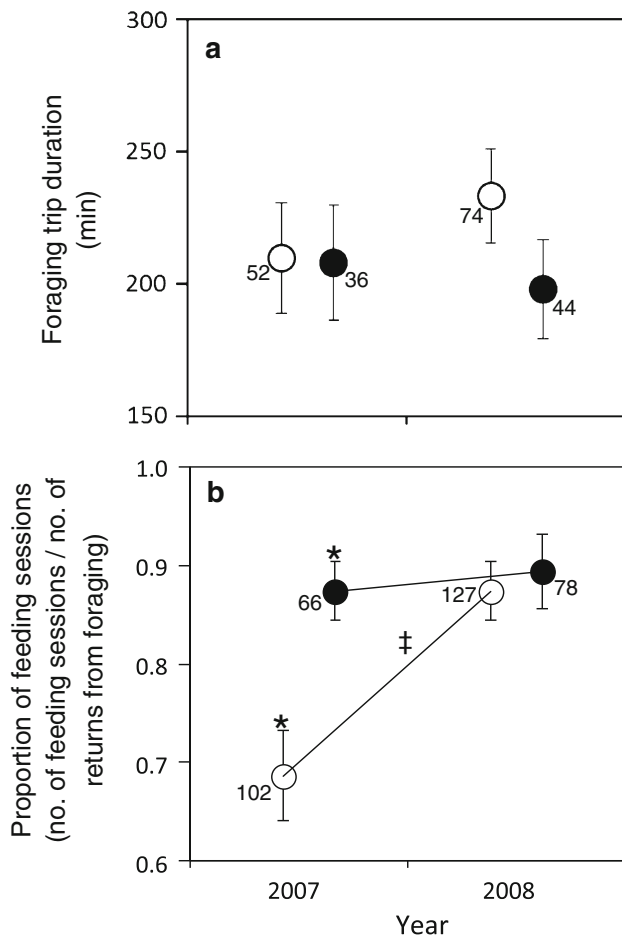 300
a
250
200
150
Foraging trip duration
(min)
52
36
74
44
1.0
b
0.9
0.8
0.7
0.6
Proportion of feeding sessions
(no. of feeding sessions / no. of
returns from foraging)
*
66
127
78
‡
*
102
2007
2008
Year